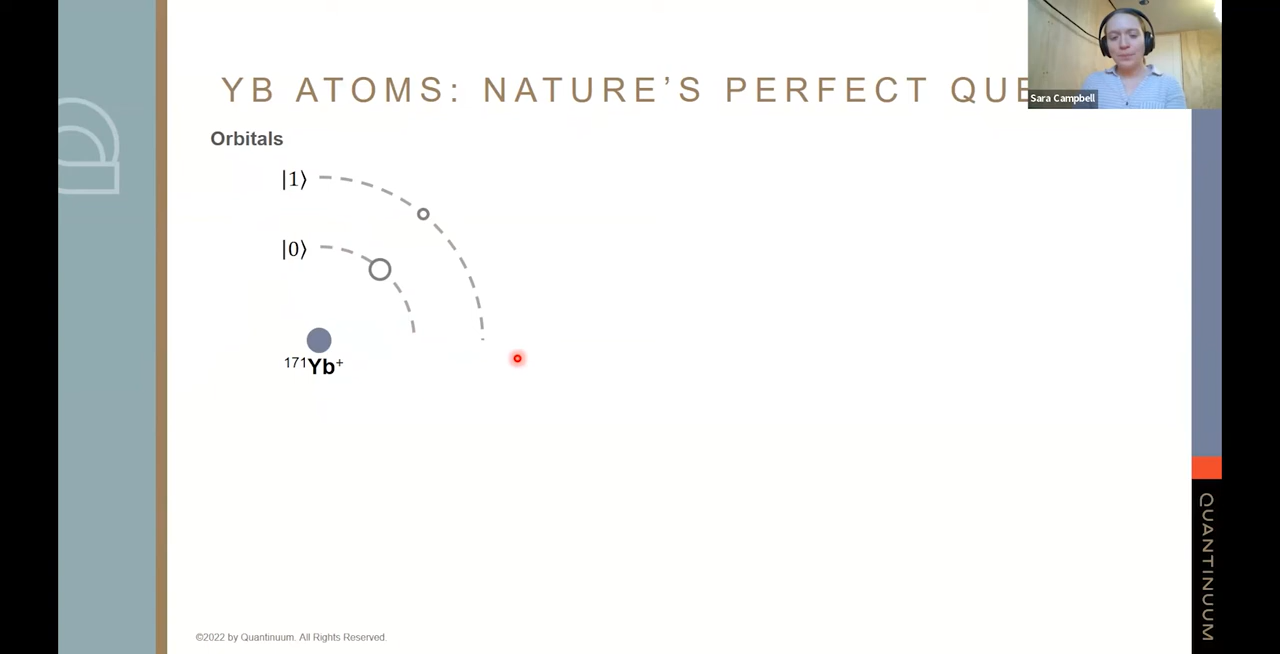 YB ATOMS: NATURE'S PERFECT QUE
Sara Campbell
Orbitals
|1⟩
|0⟩
¹⁷¹Yb⁺
QUANTINUUM
©2022 by Quantinuum. All Rights Reserved.